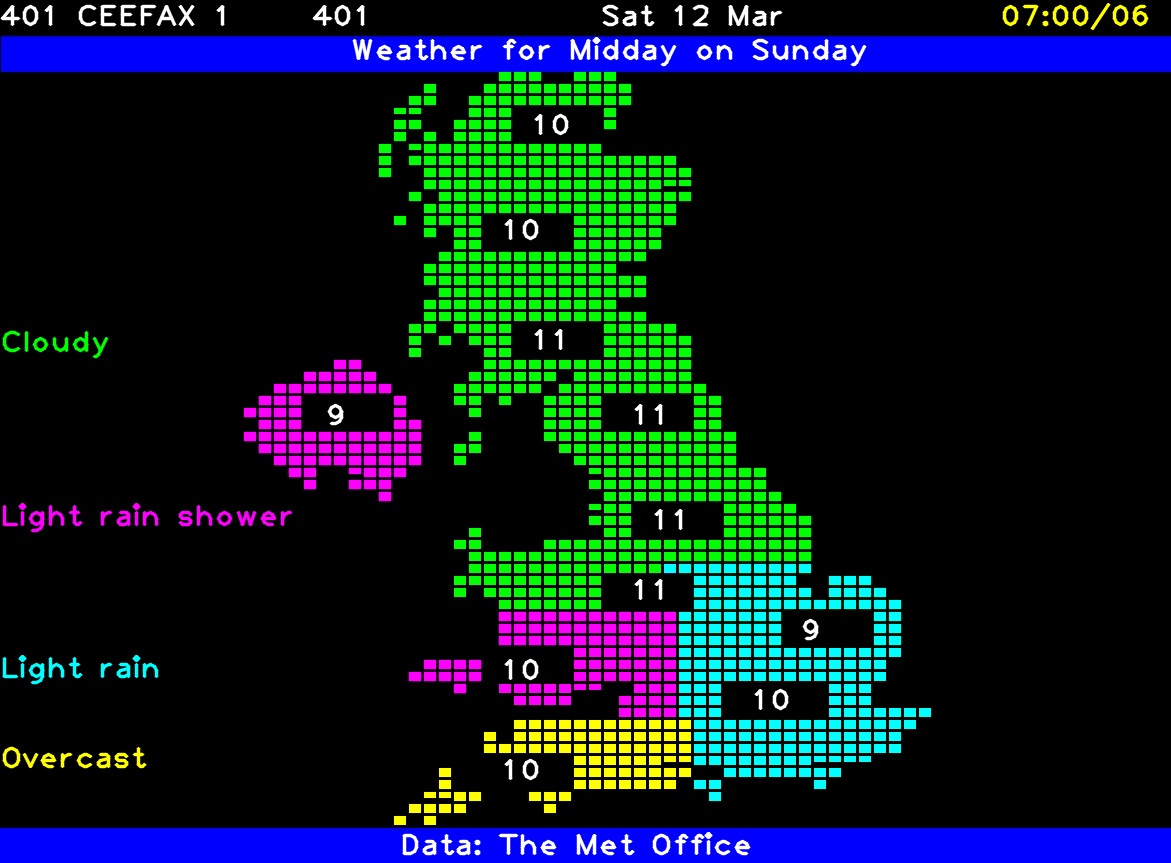 401 CEEFAX 1 401 Sat 12 Mar 07:00/06
Weather for Midday on Sunday
10
10
Cloudy 11
9 11
Light rain shower 11
11
9
Light rain 10
10
Overcast 10
Data: The Met Office